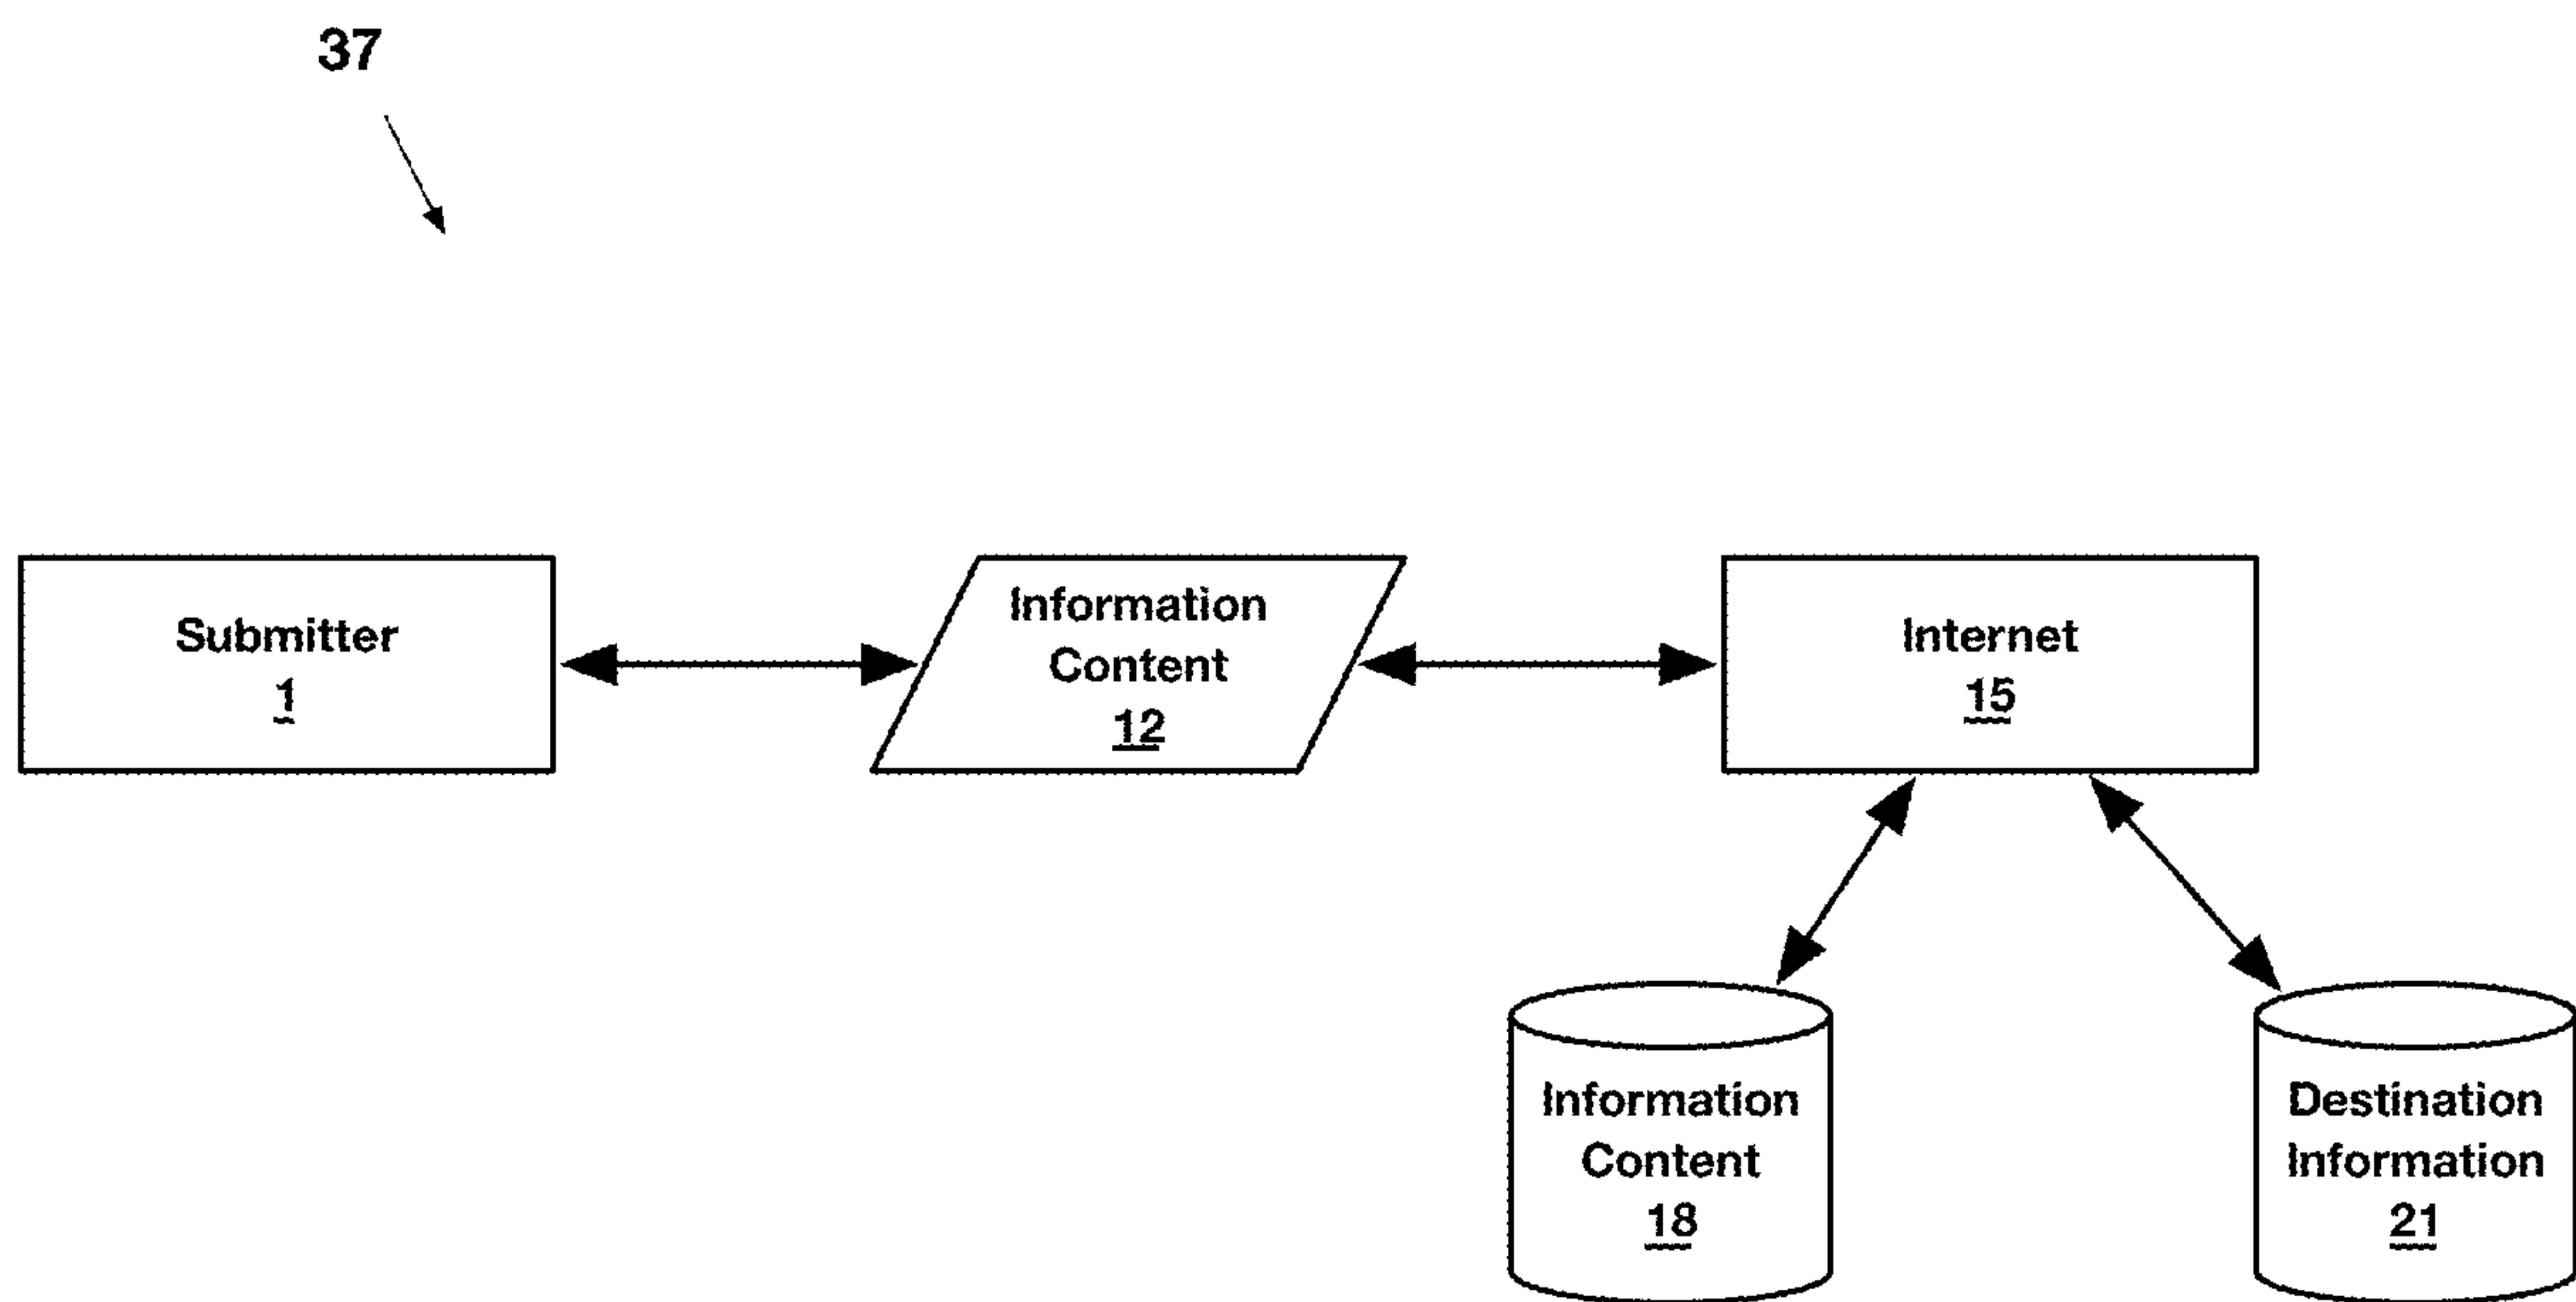 37
Submitter
1
Information
Content
12
Internet
15
Information
Content
18
Destination
Information
21